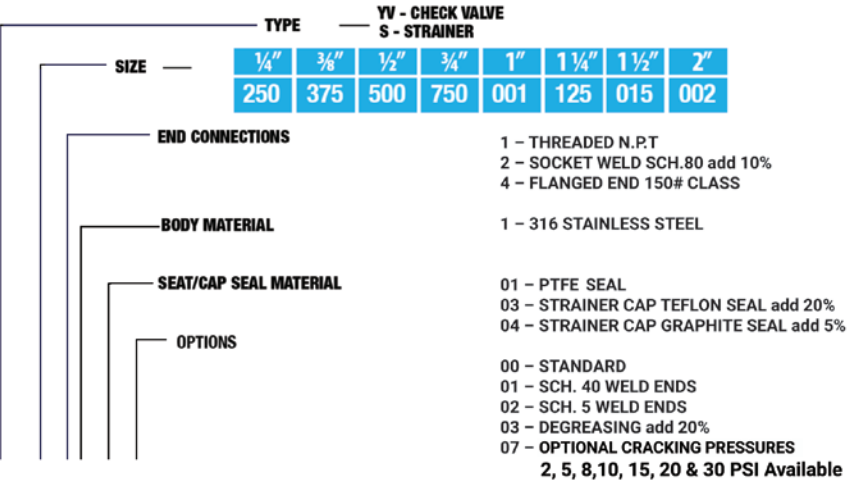 TYPE — YV - CHECK VALVE
S - STRAINER
SIZE — ¼" ⅜" ½" ¾" 1" 1¼" 1½" 2"
250 375 500 750 001 125 015 002
END CONNECTIONS
1 – THREADED N.P.T
2 – SOCKET WELD SCH.80 add 10%
4 – FLANGED END 150# CLASS
BODY MATERIAL
1 – 316 STAINLESS STEEL
SEAT/CAP SEAL MATERIAL
01 – PTFE SEAL
03 – STRAINER CAP TEFLON SEAL add 20%
04 – STRAINER CAP GRAPHITE SEAL add 5%
OPTIONS
00 – STANDARD
01 – SCH. 40 WELD ENDS
02 – SCH. 5 WELD ENDS
03 – DEGREASING add 20%
07 – OPTIONAL CRACKING PRESSURES
2, 5, 8,10, 15, 20 & 30 PSI Available